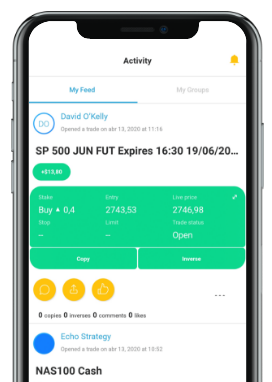 Activity
My Feed
My Groups
DO
David O'Kelly
Opened a trade on abr 13, 2020 at 11:16
SP 500 JUN FUT Expires 16:30 19/06/20...
+$13,80
Stake Entry Live price
Buy 0,4 2743,53 2746,98
Stop Limit Trade status
-- -- Open
Copy
Inverse
0 copies 0 inverses 0 comments 0 likes
...
Echo Strategy
Opened a trade on abr 13, 2020 at 10:52
NAS100 Cash